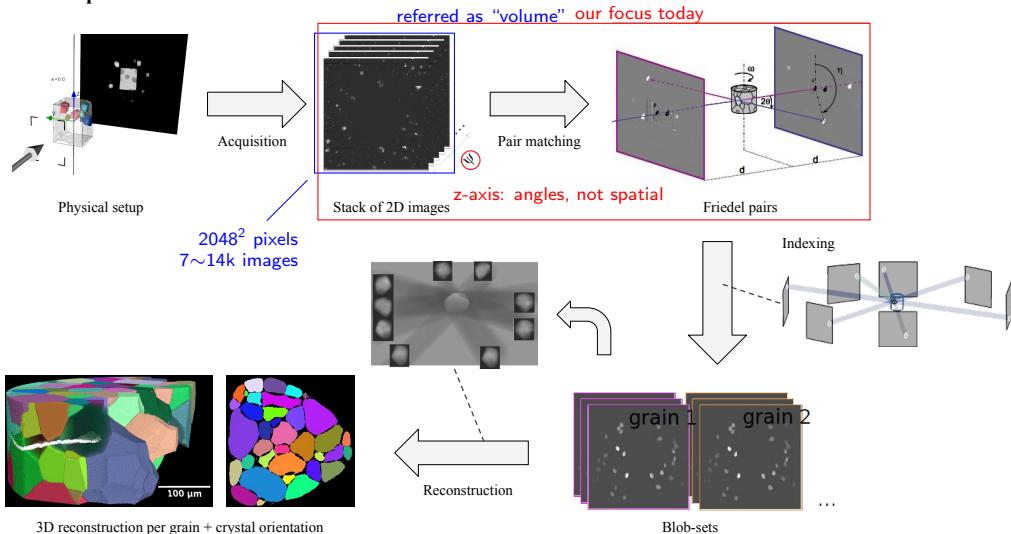 referred as “volume” our focus today
ω=0.0
z
Acquisition
Pair matching
ω
η
2θ
d
d
Physical setup
Stack of 2D images
z-axis: angles, not spatial
Friedel pairs
2048² pixels
7∼14k images
Indexing
grain 1
grain 2
100 μm
Reconstruction
...
3D reconstruction per grain + crystal orientation
Blob-sets